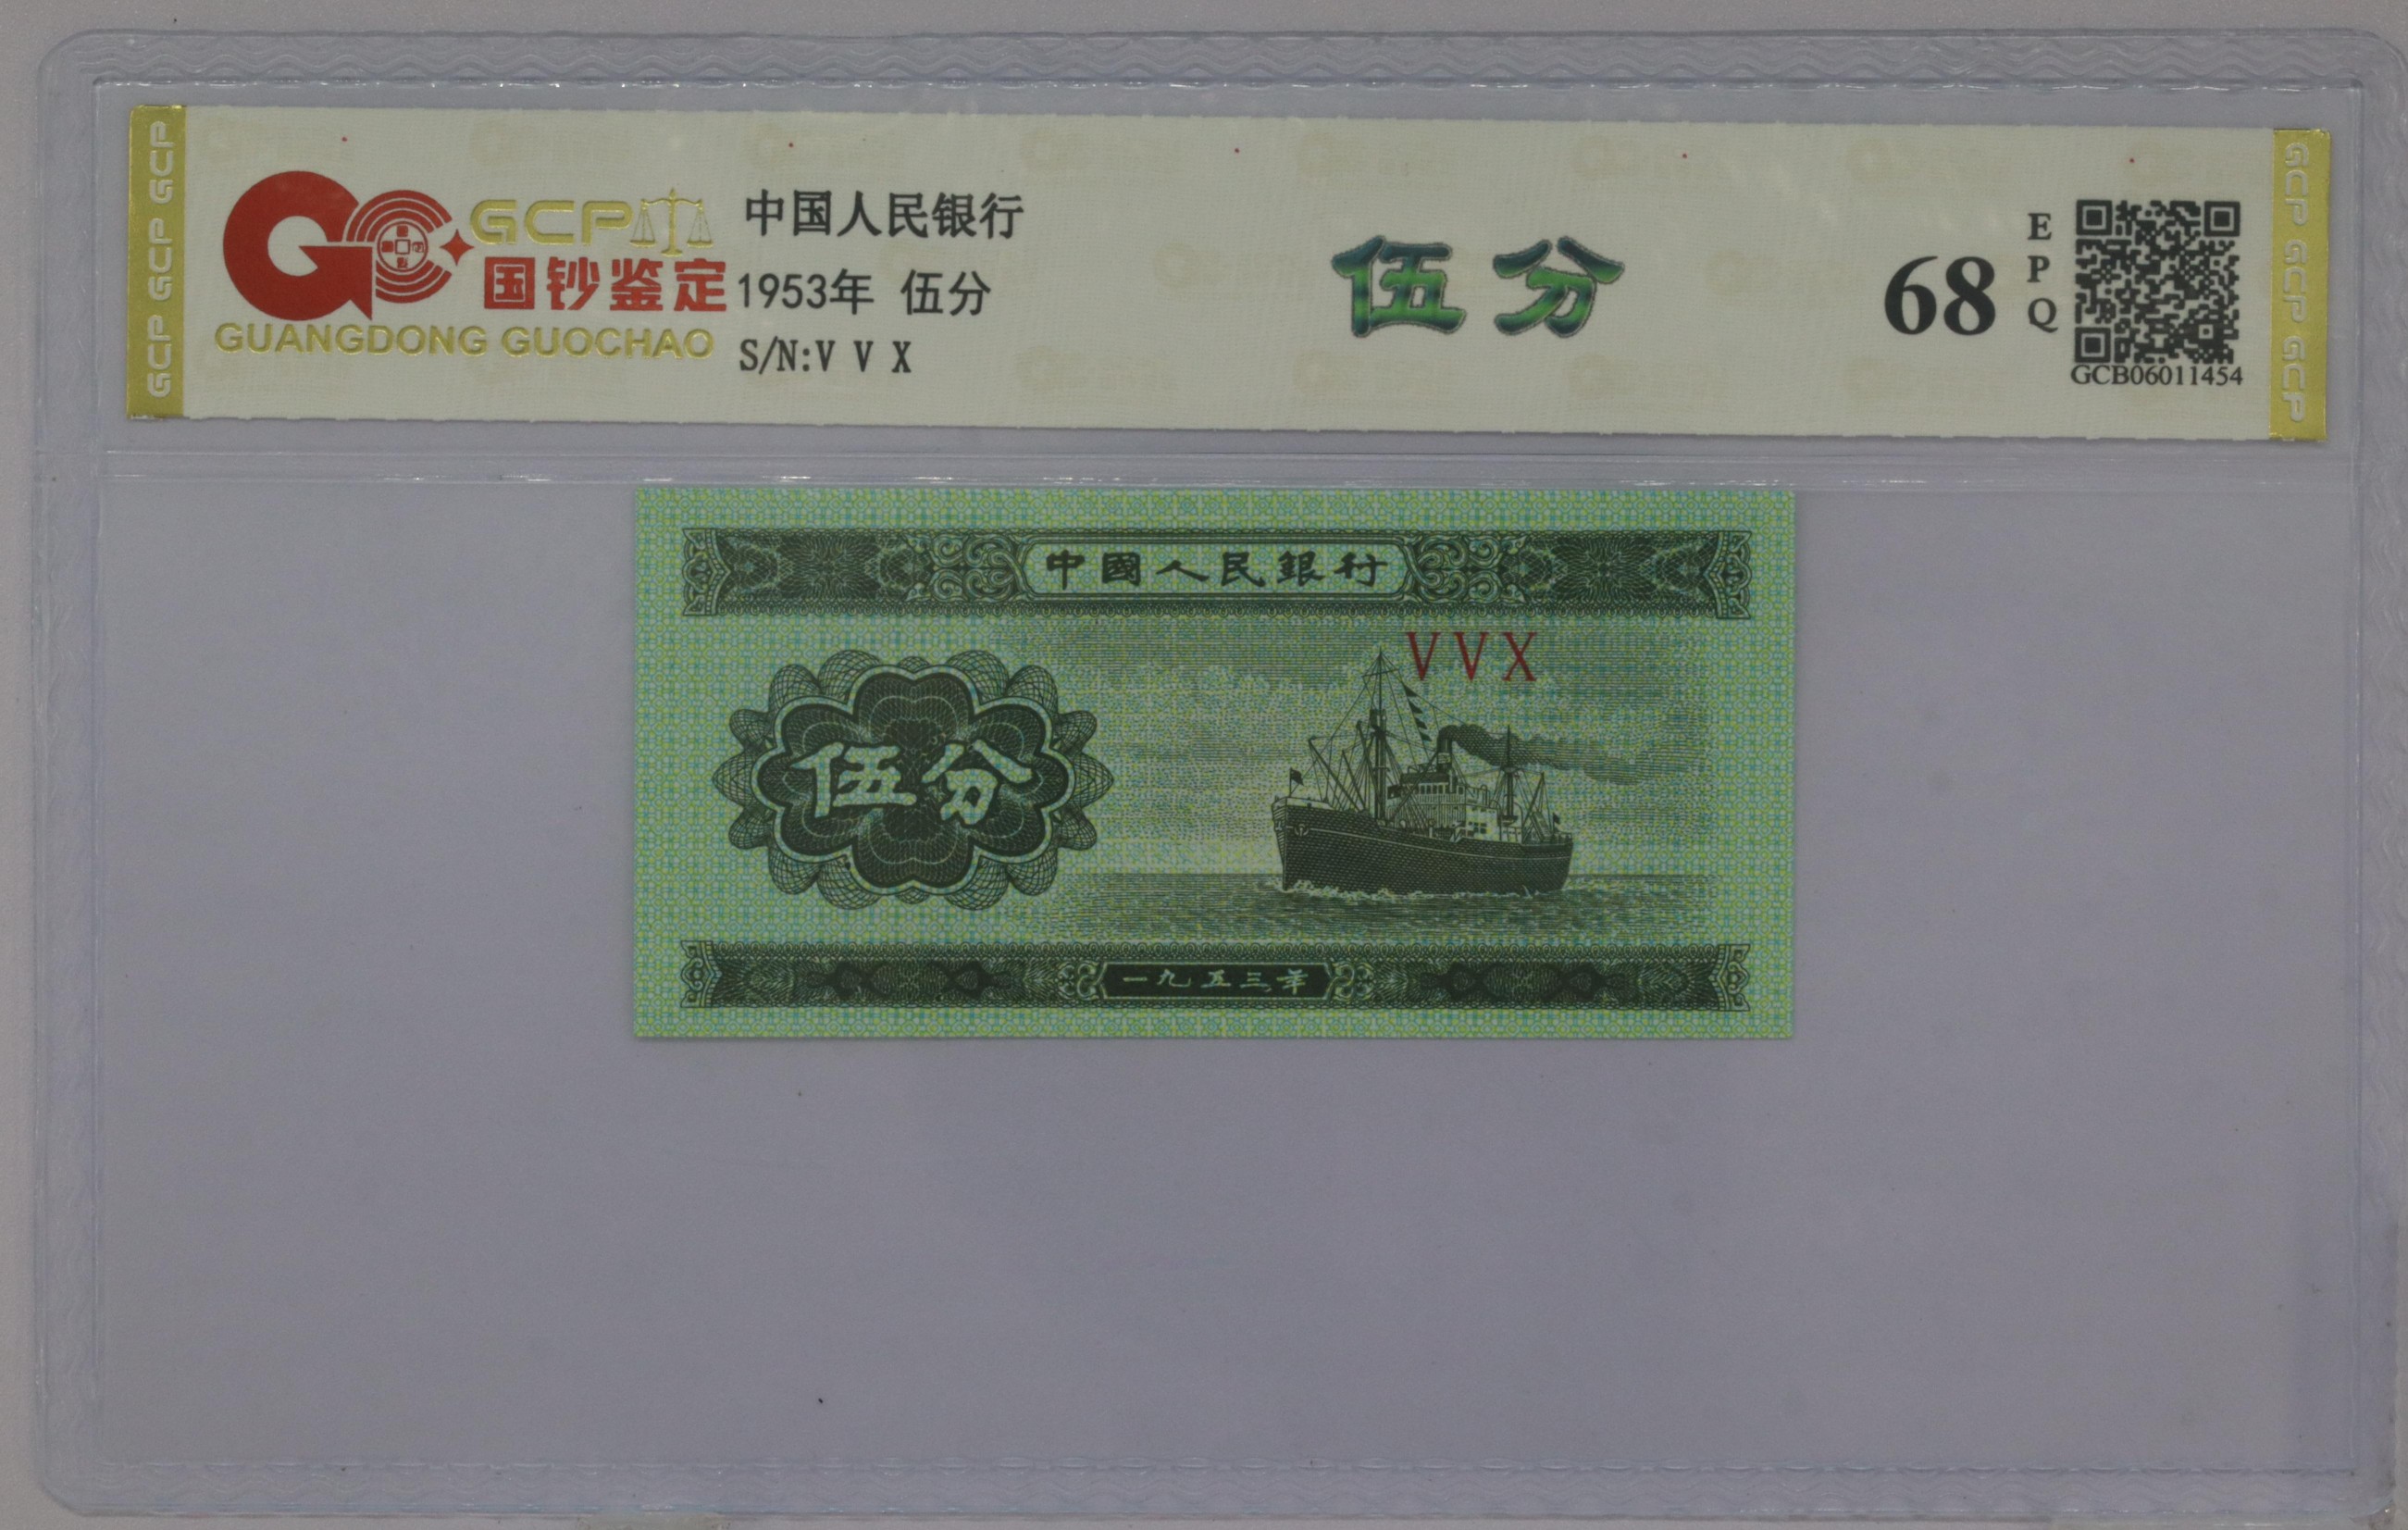 GCP GCP GCP
GCP
国钞鉴定
GUANGDONG GUOCHAO
中国人民银行
1953年 伍分
S/N:V V X
伍分
68
EPQ
GCB06011454
GCP GCP GCP
中國人民銀行
VVX
伍分
一九五三年